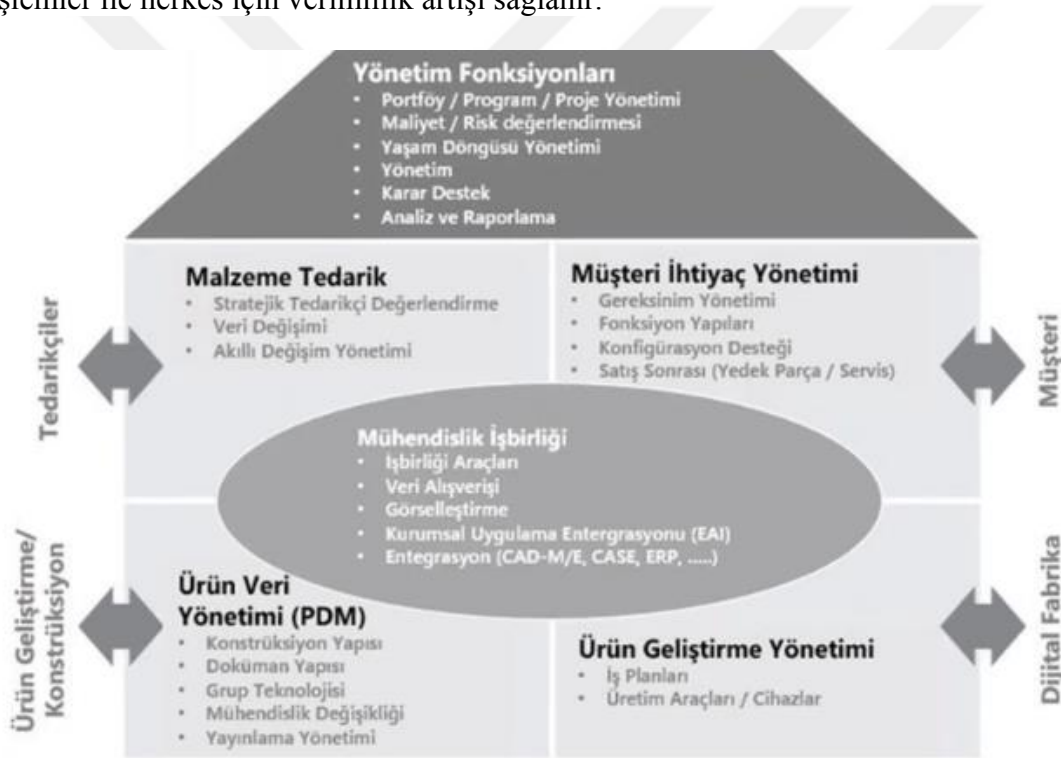 için verimlilik artışı sağlanır.
Yönetim Fonksiyonları
• Portföy / Program / Proje Yönetimi
• Maliyet / Risk değerlendirmesi
• Yaşam Döngüsü Yönetimi
• Yönetim
• Karar Destek
• Analiz ve Raporlama
Malzeme Tedarik
• Stratejik Tedarikçi Değerlendirme
• Veri Değişimi
• Akıllı Değişim Yönetimi
Müşteri İhtiyaç Yönetimi
• Gereksinim Yönetimi
• Fonksiyon Yapıları
• Konfigürasyon Desteği
• Satış Sonrası (Yedek Parça / Servis)
Tedarikçiler
Müşteri
Mühendislik İşbirliği
• İşbirliği Araçları
• Veri Alışverişi
• Görselleştirme
• Kurumsal Uygulama Entergrasyonu (EAI)
• Entegrasyon (CAD-M/E, CASE, ERP, .....)
Ürün Geliştirme/
Konstrüksiyon
Ürün Veri
Yönetimi (PDM)
• Konstrüksiyon Yapısı
• Doküman Yapısı
• Grup Teknolojisi
• Mühendislik Değişikliği
• Yayınlama Yönetimi
Ürün Geliştirme Yönetimi
• İş Planları
• Üretim Araçları / Cihazlar
Dijital Fabrika